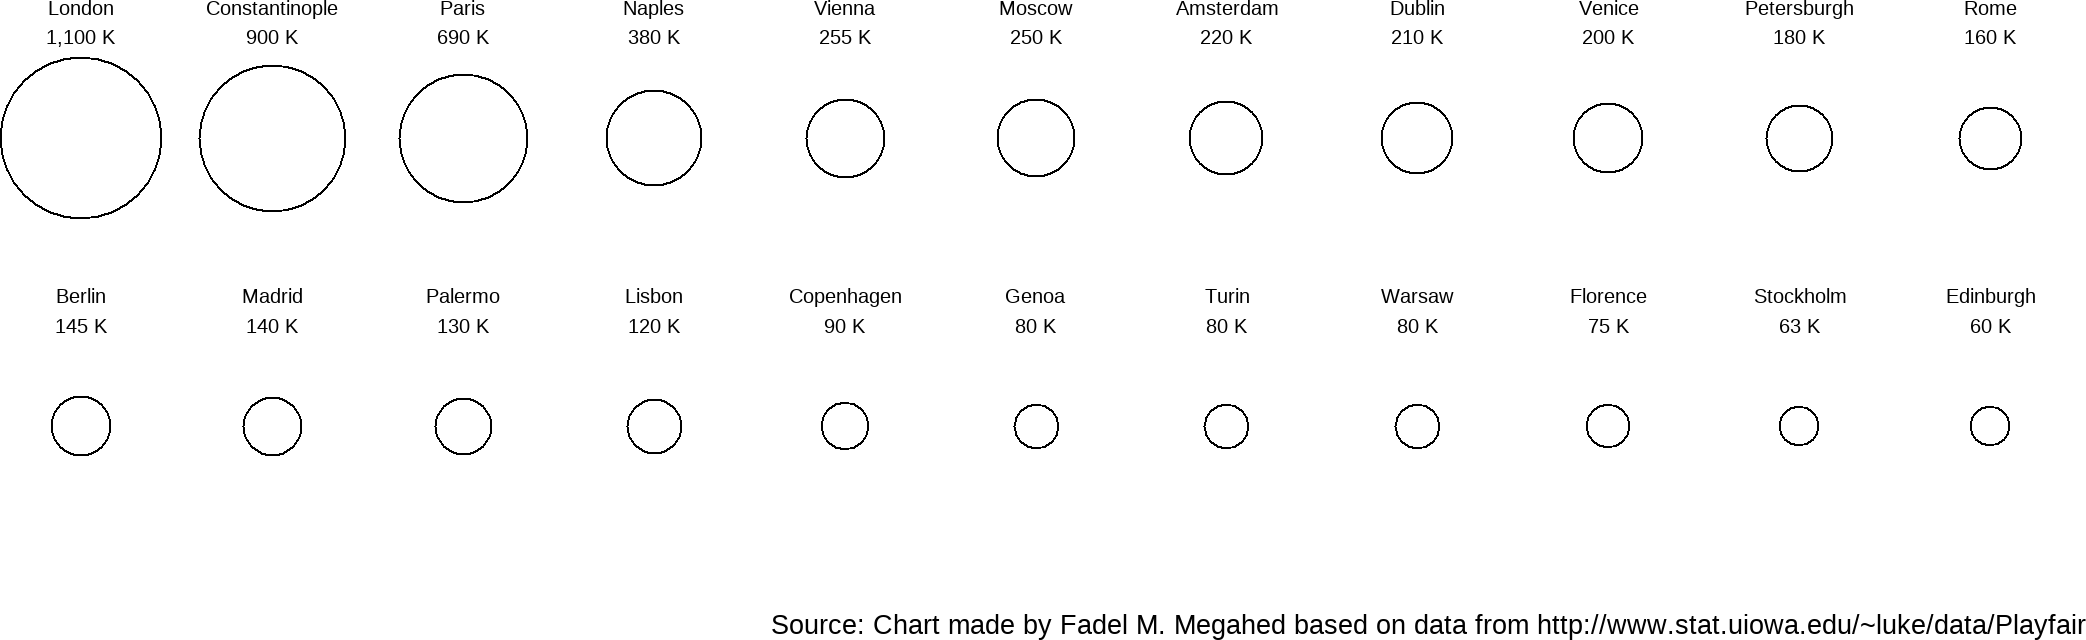 London Constantinople Paris Naples Vienna Moscow Amsterdam Dublin Venice Petersburgh Rome
1,100 K 900 K 690 K 380 K 255 K 250 K 220 K 210 K 200 K 180 K 160 K
Berlin Madrid Palermo Lisbon Copenhagen Genoa Turin Warsaw Florence Stockholm Edinburgh
145 K 140 K 130 K 120 K 90 K 80 K 80 K 80 K 75 K 63 K 60 K
Source: Chart made by Fadel M. Megahed based on data from http://www.stat.uiowa.edu/~luke/data/Playfair